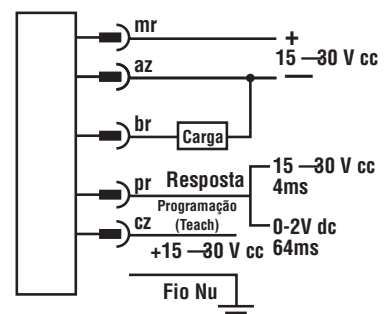 mr
+
15 —30 V cc
az
—
br
Carga
pr
Resposta
15 —30 V cc
4ms
Programação
(Teach)
cz
0-2V dc
+15 —30 V cc
64ms
Fio Nu